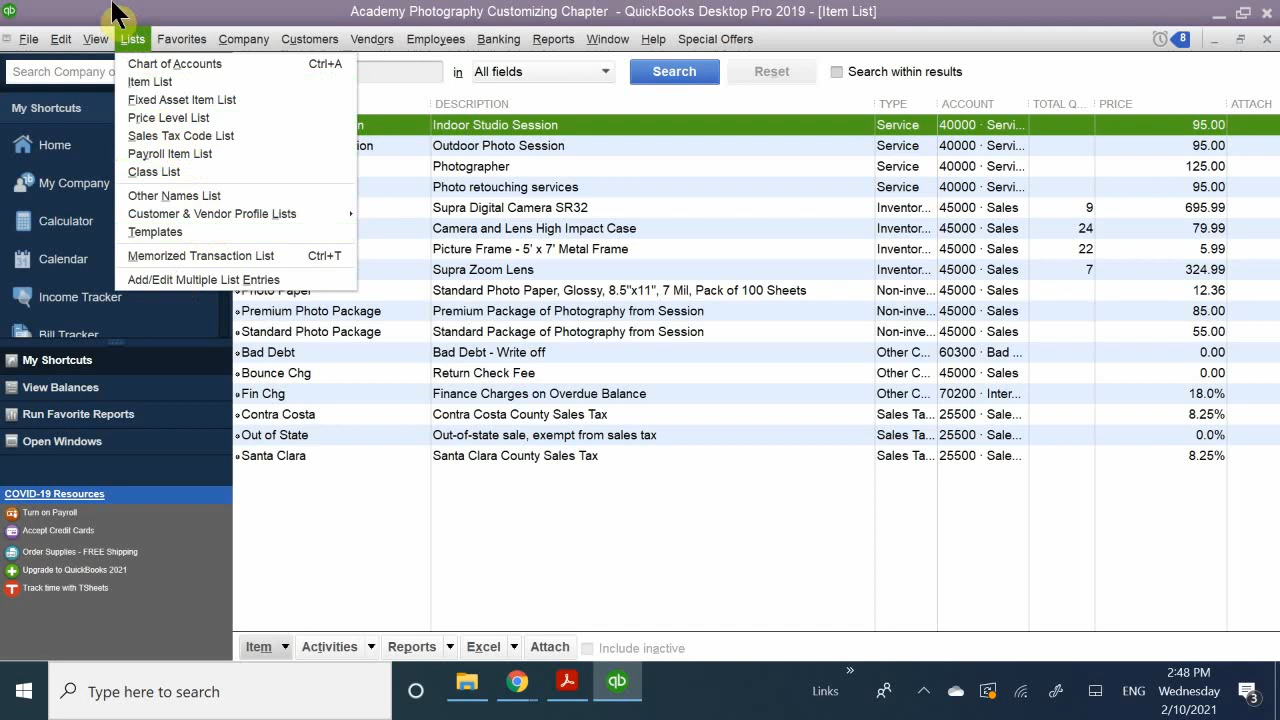 Academy Photography Customizing Chapter - QuickBooks Desktop Pro 2019 - [Item List]
File Edit View Lists Favorites Company Customers Vendors Employees Banking Reports Window Help Special Offers 8
Search Company o
in All fields Search Reset Search within results
Chart of Accounts Ctrl+A
Item List
Fixed Asset Item List
Price Level List
Sales Tax Code List
Payroll Item List
Class List
Other Names List
Customer & Vendor Profile Lists
Templates
Memorized Transaction List Ctrl+T
Add/Edit Multiple List Entries
My Shortcuts
Home
My Company
Calculator
Calendar
Income Tracker
Bill Tracker
My Shortcuts
View Balances
Run Favorite Reports
Open Windows
COVID-19 Resources
Turn on Payroll
Accept Credit Cards
Order Supplies - FREE Shipping
Upgrade to QuickBooks 2021
Track time with TSheets
DESCRIPTION TYPE ACCOUNT TOTAL Q... PRICE ATTACH
n Indoor Studio Session Service 40000 · Servi... 95.00
ion Outdoor Photo Session Service 40000 · Servi... 95.00
Photographer Service 40000 · Servi... 125.00
Photo retouching services Service 40000 · Servi... 95.00
Supra Digital Camera SR32 Inventor... 45000 · Sales 9 695.99
Camera and Lens High Impact Case Inventor... 45000 · Sales 24 79.99
Picture Frame - 5' x 7' Metal Frame Inventor... 45000 · Sales 22 5.99
Supra Zoom Lens Inventor... 45000 · Sales 7 324.99
Photo Paper Standard Photo Paper, Glossy, 8.5"x11", 7 Mil, Pack of 100 Sheets Non-inve... 45000 · Sales 12.36
Premium Photo Package Premium Package of Photography from Session Non-inve... 45000 · Sales 85.00
Standard Photo Package Standard Package of Photography from Session Non-inve... 45000 · Sales 55.00
Bad Debt Bad Debt - Write off Other C... 60300 · Bad ... 0.00
Bounce Chg Return Check Fee Other C... 45000 · Sales 0.00
Fin Chg Finance Charges on Overdue Balance Other C... 70200 · Inter... 18.0%
Contra Costa Contra Costa County Sales Tax Sales Ta... 25500 · Sale... 8.25%
Out of State Out-of-state sale, exempt from sales tax Sales Ta... 25500 · Sale... 0.0%
Santa Clara Santa Clara County Sales Tax Sales Ta... 25500 · Sale... 8.25%
Item Activities Reports Excel Attach Include inactive
Type here to search
qb
Links
ENG
2:48 PM
Wednesday
2/10/2021
3